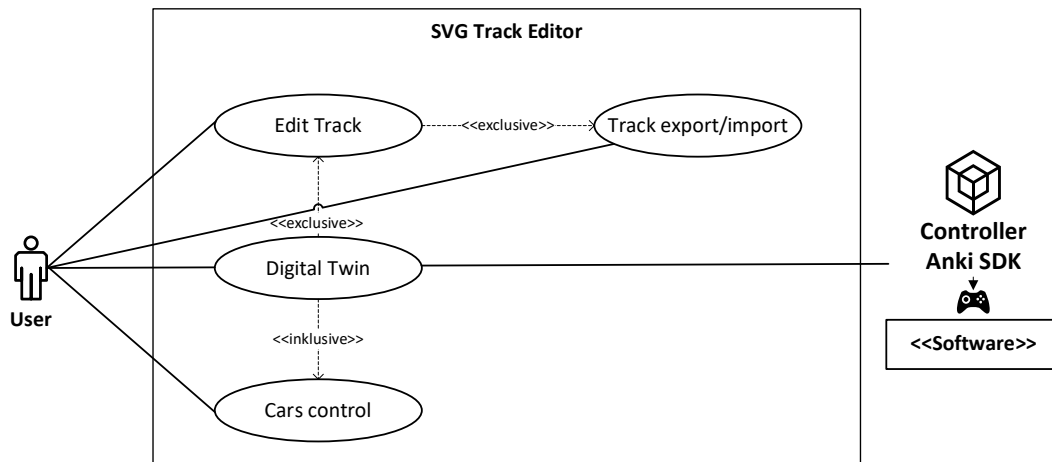 SVG Track Editor
Edit Track
<<exclusive>>
Track export/import
<<exclusive>>
Digital Twin
<<inklusive>>
Cars control
User
Controller
Anki SDK
<<Software>>